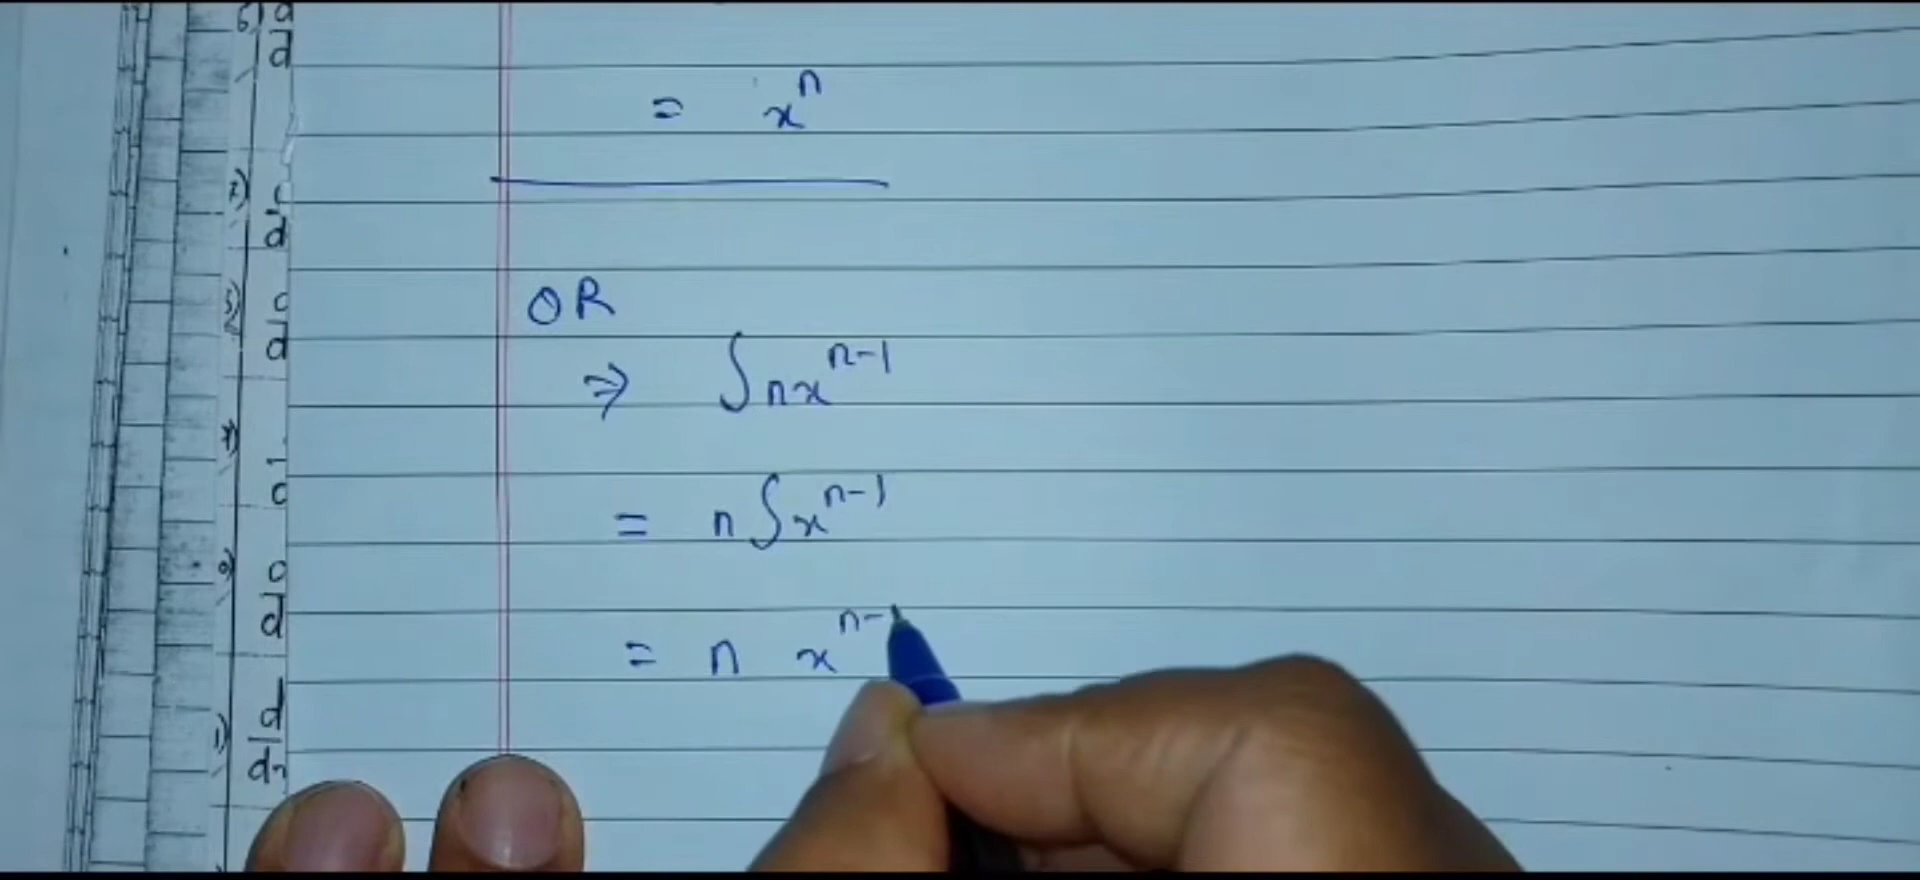 = x^n
OR
⇒ ∫nx^{n-1}
= n∫x^{n-1}
= n x^{n-